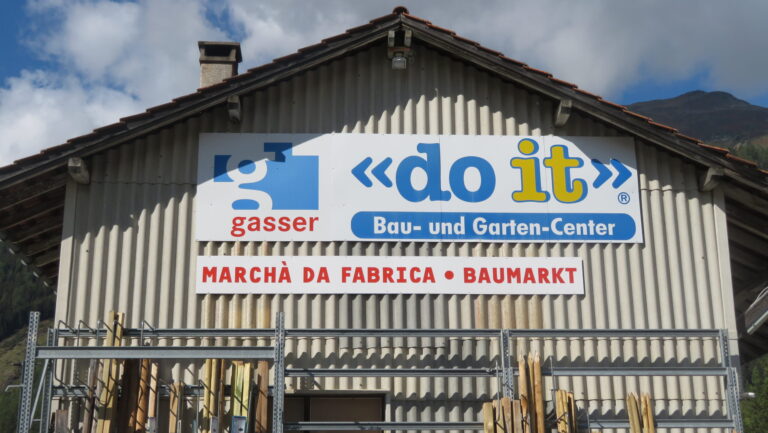 g
gasser
«do it»®
Bau- und Garten-Center
MARCHÀ DA FABRICA • BAUMARKT